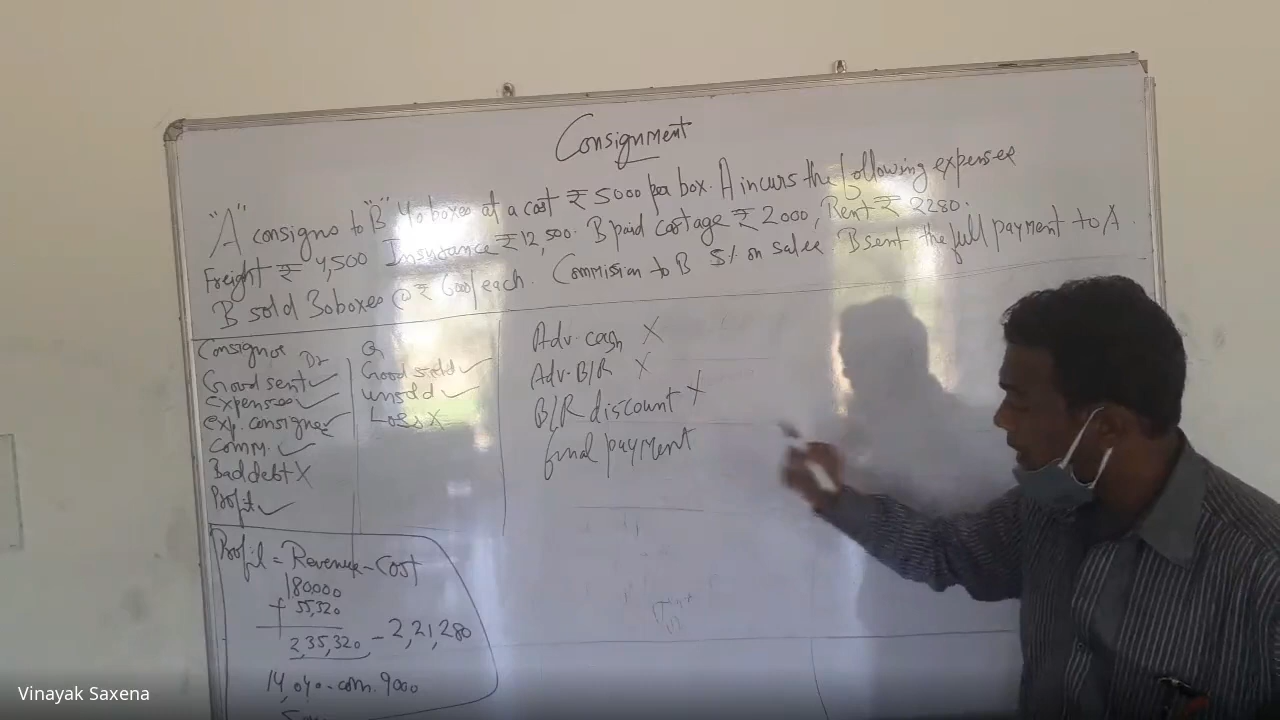 Consignment
"A" consigns to "B" 40 boxes at a cost ₹ 5000 per box. A incurs the following expenses
Freight ₹ 4,500 Insurance ₹ 12,500. B paid cartage ₹ 2000, Rent ₹ 2280.
B sold 30 boxes @ ₹ 6000/each. Commission to B 5% on sales. B sent the full payment to A.
Consignor Dr
Good sent ✓
Expenses ✓
exp. consignee
Comm. ✓
Bad debt X
Profit ✓
Cr
Good sold ✓
unsold ✓
Loss X
Adv. cash X
Adv. B/R X
B/R discount X
final payment
Profit = Revenue - Cost
180,000
+ 55,320
2,35,320 - 2,21,280
14,040 - com. 9000
Vinayak Saxena